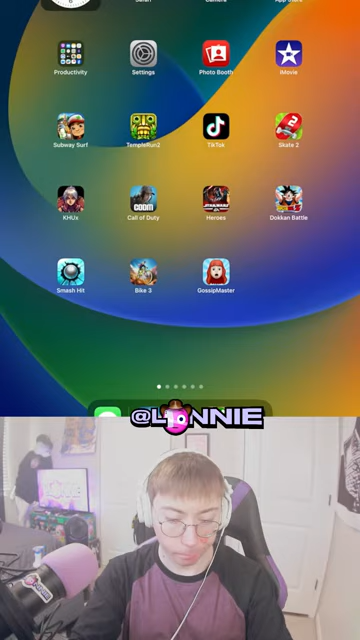 Productivity
Settings
Photo Booth
iMovie
Subway Surf
TempleRun2
TikTok
Skate 2
KHUx
Call of Duty
Heroes
Dokkan Battle
CODM
Smash Hit
Bike 3
GossipMaster
@LONNIE